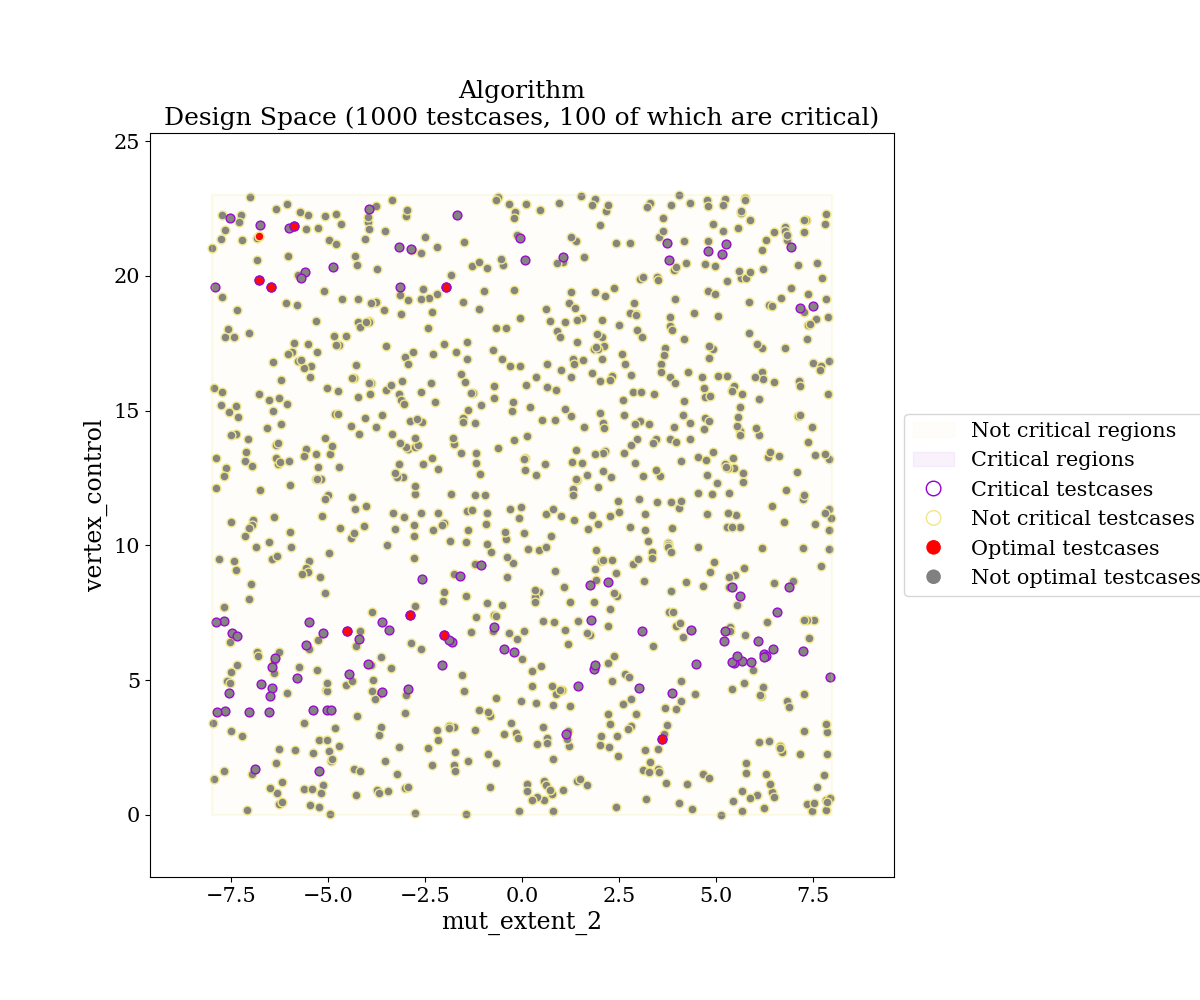 Algorithm
Design Space (1000 testcases, 100 of which are critical)
25
20
15
10
5
0
vertex_control
−7.5
−5.0
−2.5
0.0
2.5
5.0
7.5
mut_extent_2
Not critical regions
Critical regions
Critical testcases
Not critical testcases
Optimal testcases
Not optimal testcases